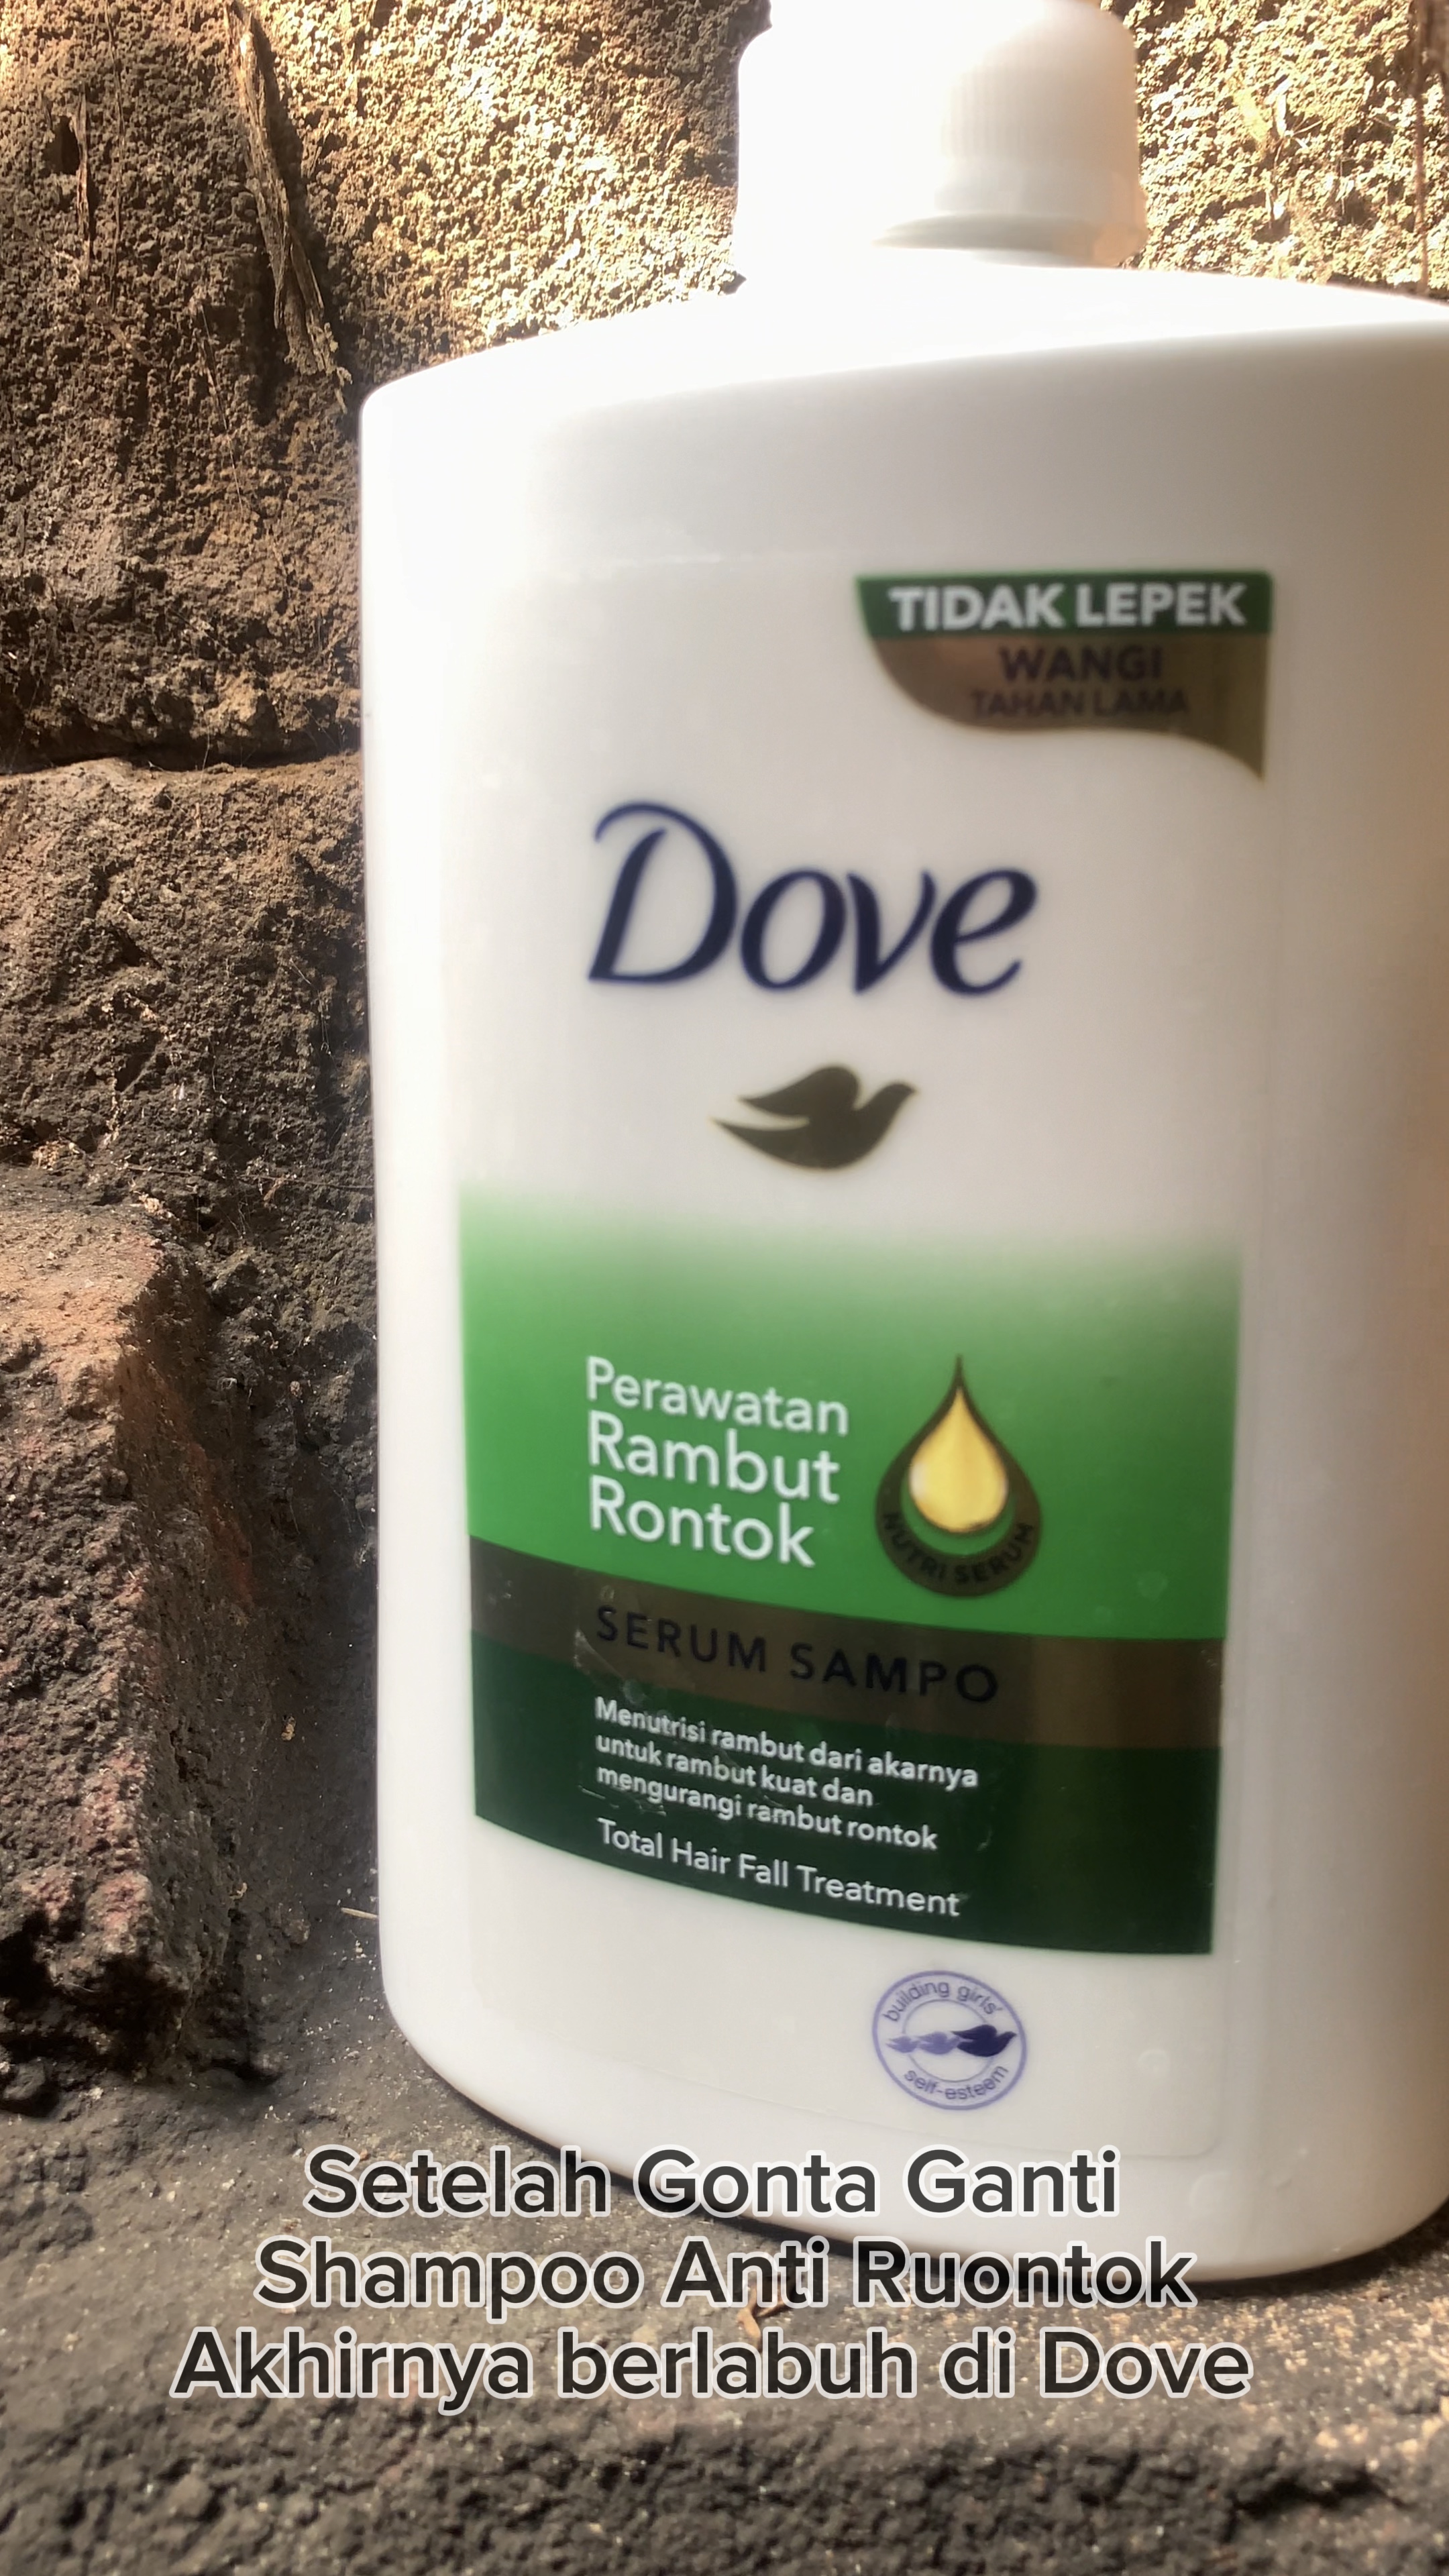 TIDAK LEPEK
WANGI
TAHAN LAMA
Dove
Perawatan
Rambut
Rontok
NUTRI SERUM
SERUM SAMPO
Menutrisi rambut dari akarnya
untuk rambut kuat dan
mengurangi rambut rontok
Total Hair Fall Treatment
building girls'
self-esteem
Setelah Gonta Ganti
Shampoo Anti Ruontok
Akhirnya berlabuh di Dove